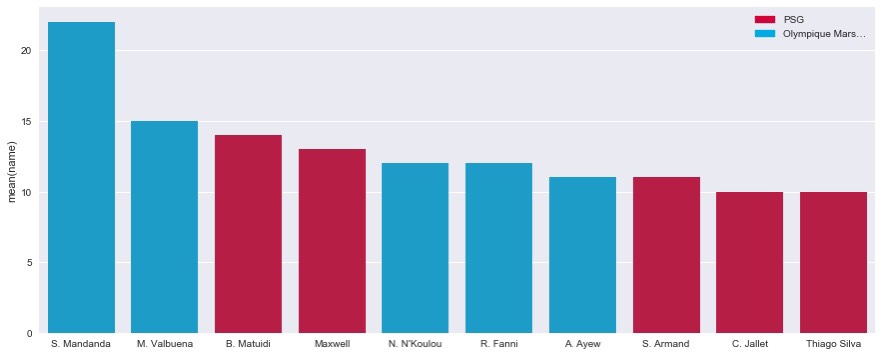 PSG
Olympique Mars...
mean(name)
20
15
10
5
0
S. Mandanda
M. Valbuena
B. Matuidi
Maxwell
N. N'Koulou
R. Fanni
A. Ayew
S. Armand
C. Jallet
Thiago Silva